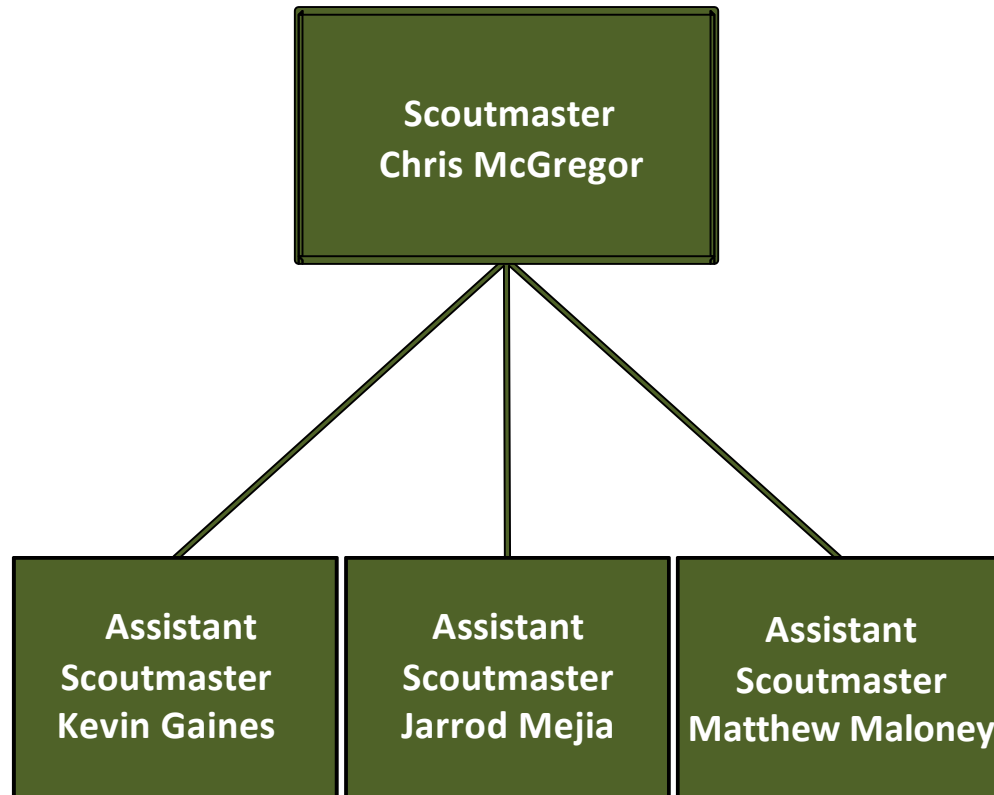 Scoutmaster
Chris McGregor
Assistant
Scoutmaster
Kevin Gaines
Assistant
Scoutmaster
Jarrod Mejia
Assistant
Scoutmaster
Matthew Maloney